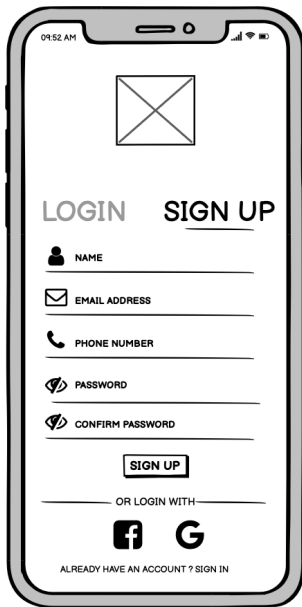 09:52 AM
LOGIN SIGN UP
NAME
EMAIL ADDRESS
PHONE NUMBER
PASSWORD
CONFIRM PASSWORD
SIGN UP
OR LOGIN WITH
ALREADY HAVE AN ACCOUNT ? SIGN IN